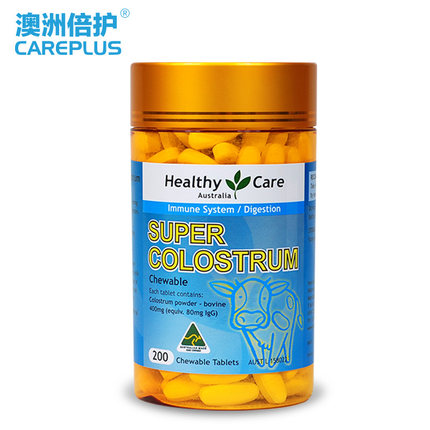 澳洲倍护®
CAREPLUS
Healthy Care
Australia
Immune System / Digestion
SUPER
COLOSTRUM
Chewable
Each tablet contains:
Colostrum powder - bovine
400mg (equiv. 80mg IgG)
200 Chewable Tablets